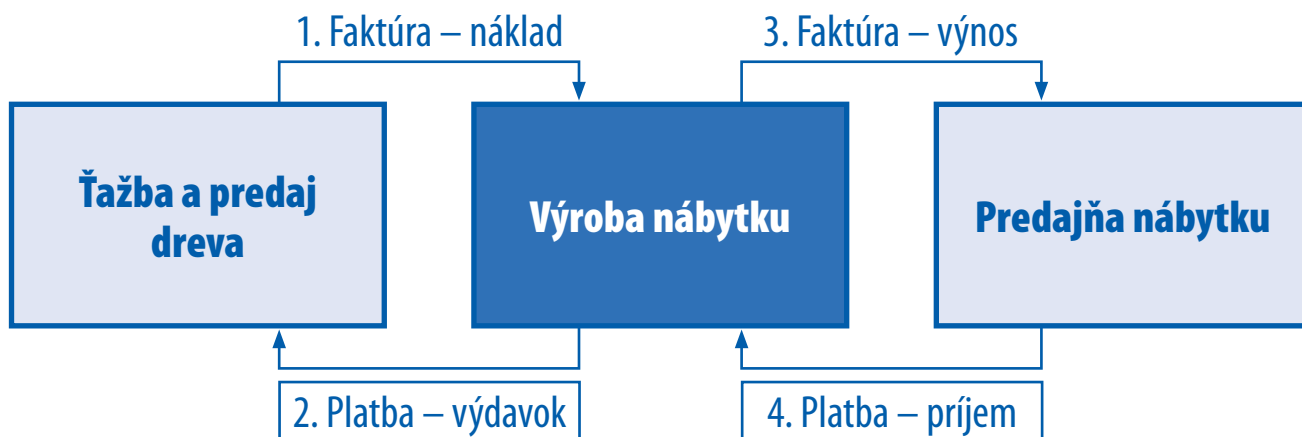 1. Faktúra – náklad
3. Faktúra – výnos
Ťažba a predaj
dreva
Výroba nábytku
Predajňa nábytku
2. Platba – výdavok
4. Platba – príjem